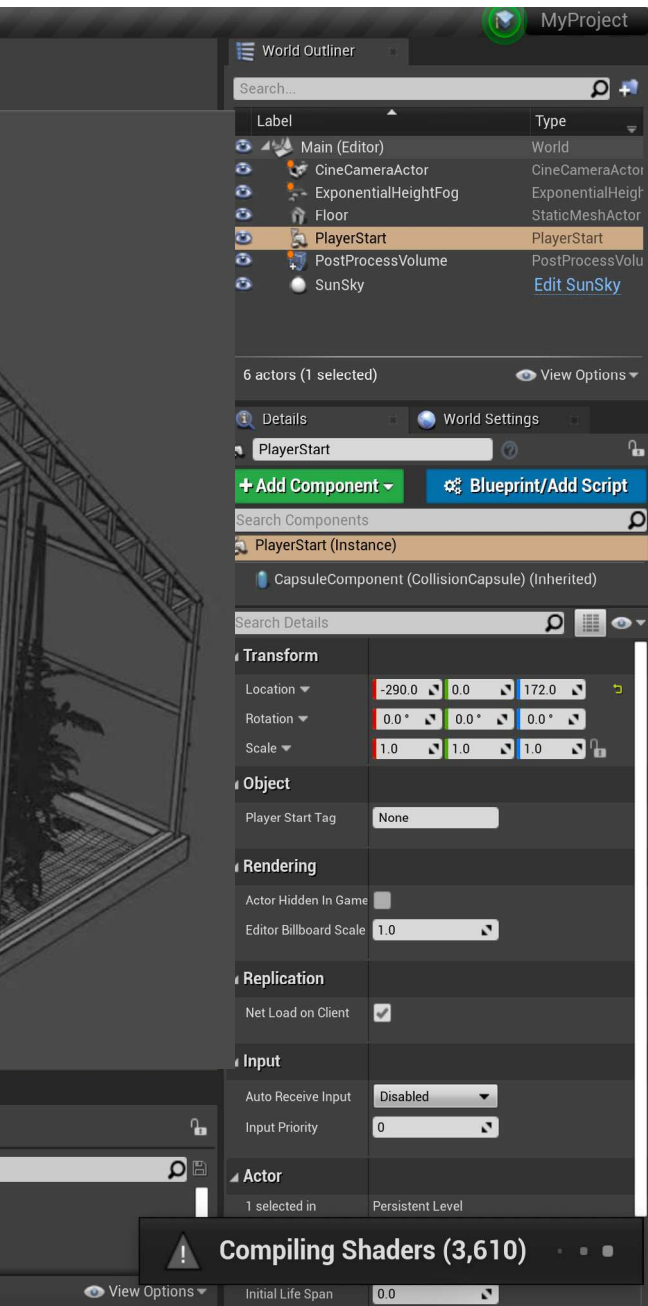 MyProject
World Outliner
Search...
Label Type
Main (Editor) World
CineCameraActor CineCameraActor
ExponentialHeightFog ExponentialHeigh
Floor StaticMeshActor
PlayerStart PlayerStart
PostProcessVolume PostProcessVolu
SunSky Edit SunSky
6 actors (1 selected) View Options
Details World Settings
PlayerStart
+ Add Component Blueprint/Add Script
Search Components
PlayerStart (Instance)
CapsuleComponent (CollisionCapsule) (Inherited)
Search Details
Transform
Location -290.0 0.0 172.0
Rotation 0.0° 0.0° 0.0°
Scale 1.0 1.0 1.0
Object
Player Start Tag None
Rendering
Actor Hidden In Game
Editor Billboard Scale 1.0
Replication
Net Load on Client
Input
Auto Receive Input Disabled
Input Priority 0
Actor
1 selected in Persistent Level
Compiling Shaders (3,610)
View Options
Initial Life Span 0.0